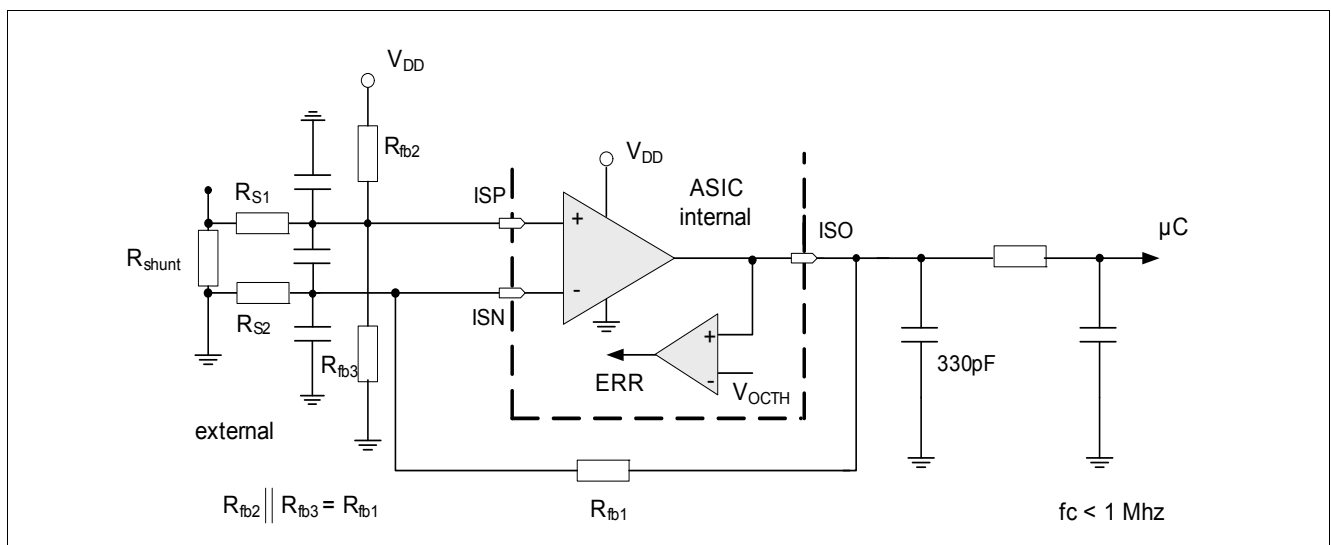 VDD
Rfb2
VDD
RS1
ISP
+
ASIC
internal
ISO
µC
Rshunt
-
RS2
ISN
+
Rfb3
ERR
-
VOCTH
330pF
external
Rfb2 || Rfb3 = Rfb1
Rfb1
fc < 1 Mhz